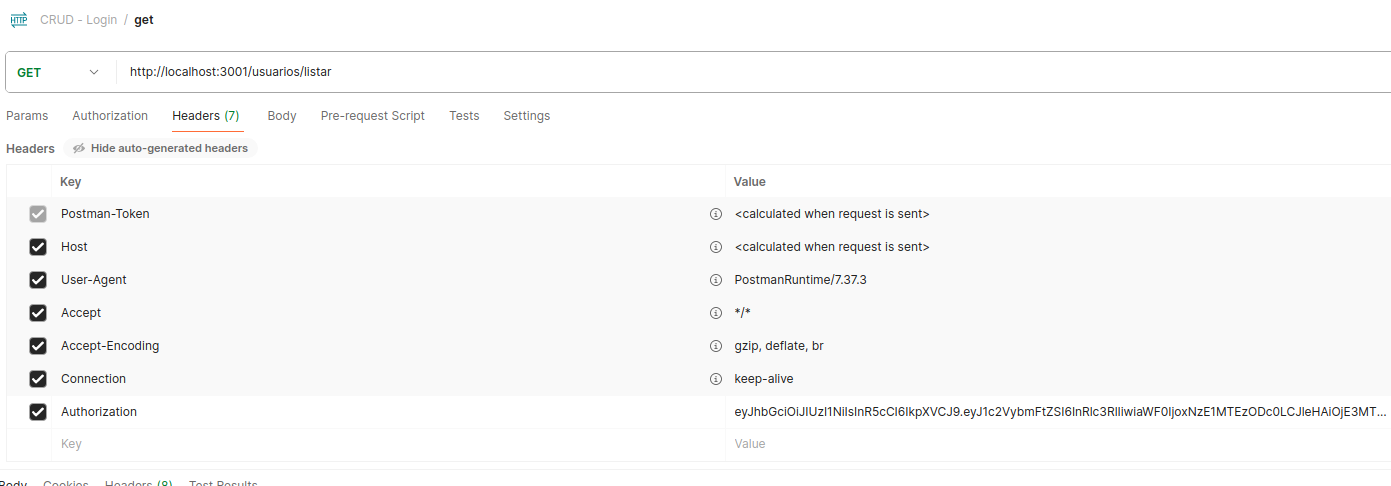 HTTP CRUD - Login / get
GET http://localhost:3001/usuarios/listar
Params Authorization Headers (7) Body Pre-request Script Tests Settings
Headers Hide auto-generated headers
Key Value
Postman-Token <calculated when request is sent>
Host <calculated when request is sent>
User-Agent PostmanRuntime/7.37.3
Accept */*
Accept-Encoding gzip, deflate, br
Connection keep-alive
Authorization eyJhbGciOiJIUzI1NiIsInR5cCI6IkpXVCJ9.eyJ1c2VybmFtZSI6InRlc3RlIiwiaWF0IjoxNzE1MTEzODc0LCJleHAiOjE3MT...
Key Value
Body Cookies Headers (8) Test Results